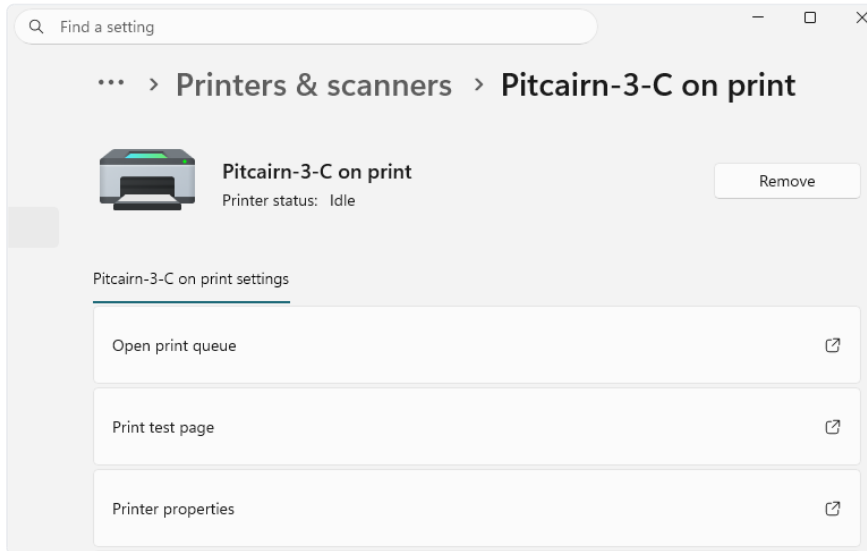 Find a setting
··· > Printers & scanners > Pitcairn-3-C on print
Pitcairn-3-C on print
Printer status: Idle
Remove
Pitcairn-3-C on print settings
Open print queue
Print test page
Printer properties